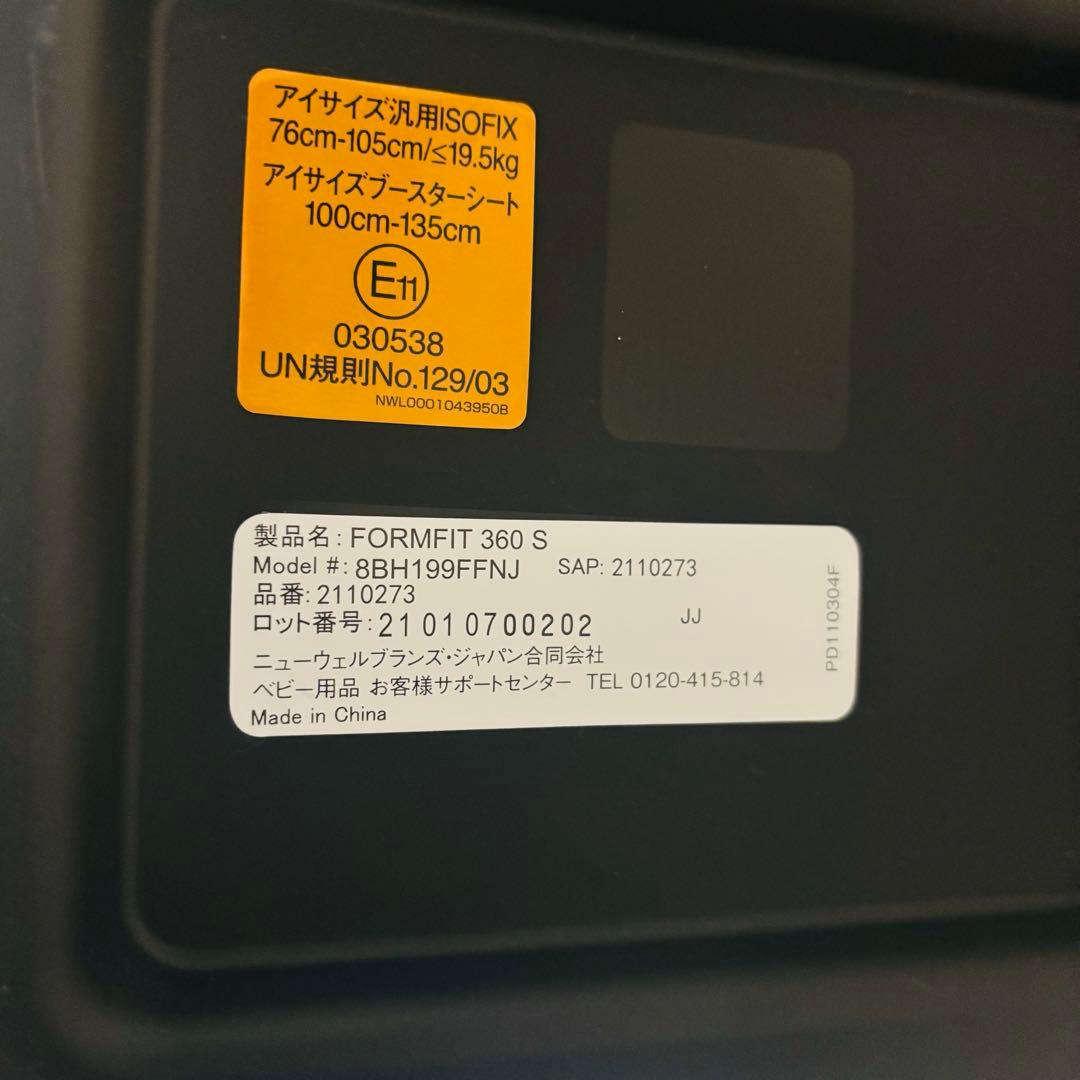 アイサイズ汎用ISOFIX
76cm-105cm/≤19.5kg
アイサイズブースターシート
100cm-135cm
E11
030538
UN規則No.129/03
NWL0001043950B
製品名: FORMFIT 360 S
Model #: 8BH199FFNJ SAP: 2110273
品番: 2110273
ロット番号: 21 01 0700202 JJ
ニューウェルブランズ・ジャパン合同会社
ベビー用品 お客様サポートセンター TEL 0120-415-814
Made in China
PD110304F